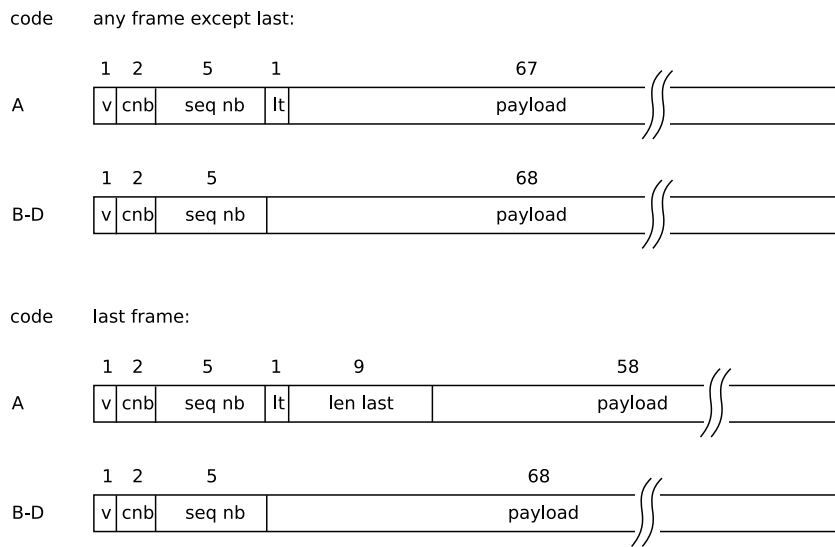 code any frame except last:
1 2 5 1 67
A v cnb seq nb lt payload
1 2 5 68
B-D v cnb seq nb payload
code last frame:
1 2 5 1 9 58
A v cnb seq nb lt len last payload
1 2 5 68
B-D v cnb seq nb payload